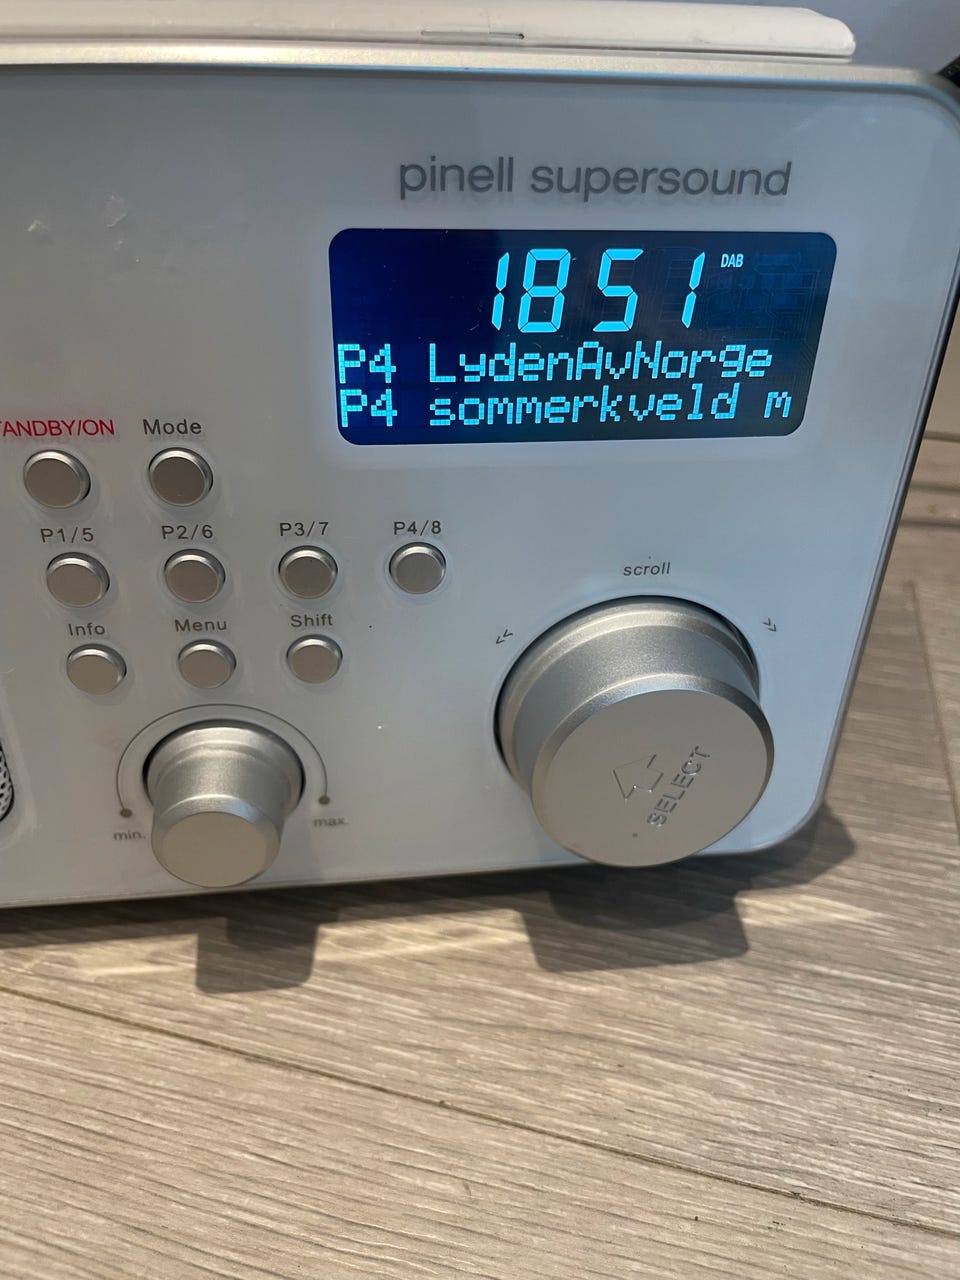 pinell supersound
1851 DAB
P4 LydenAvNorge
P4 sommerkveld m
TANDBY/ON Mode
P1/5 P2/6 P3/7 P4/8
Info Menu Shift
scroll
« »
SELECT
min. max.